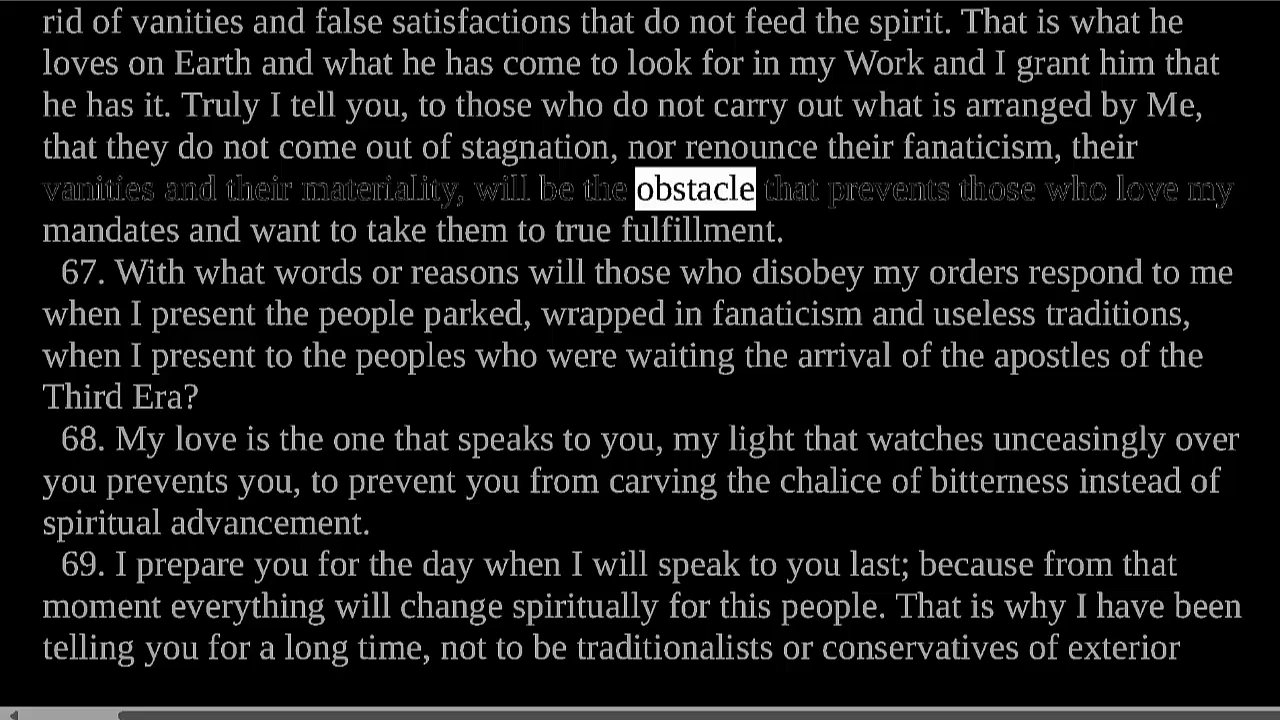 rid of vanities and false satisfactions that do not feed the spirit. That is what he
loves on Earth and what he has come to look for in my Work and I grant him that
he has it. Truly I tell you, to those who do not carry out what is arranged by Me,
that they do not come out of stagnation, nor renounce their fanaticism, their
vanities and their materiality, will be the obstacle that prevents those who love my
mandates and want to take them to true fulfillment.
67. With what words or reasons will those who disobey my orders respond to me
when I present the people parked, wrapped in fanaticism and useless traditions,
when I present to the peoples who were waiting the arrival of the apostles of the
Third Era?
68. My love is the one that speaks to you, my light that watches unceasingly over
you prevents you, to prevent you from carving the chalice of bitterness instead of
spiritual advancement.
69. I prepare you for the day when I will speak to you last; because from that
moment everything will change spiritually for this people. That is why I have been
telling you for a long time, not to be traditionalists or conservatives of exterior